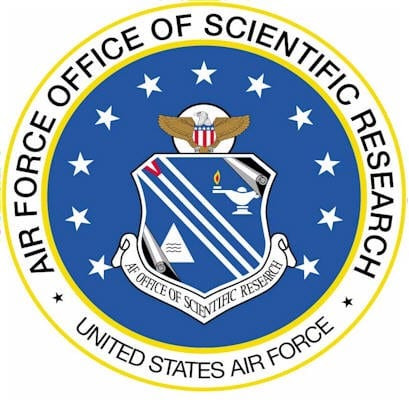 AIR FORCE OFFICE OF SCIENTIFIC RESEARCH
AF OFFICE OF SCIENTIFIC RESEARCH
UNITED STATES AIR FORCE